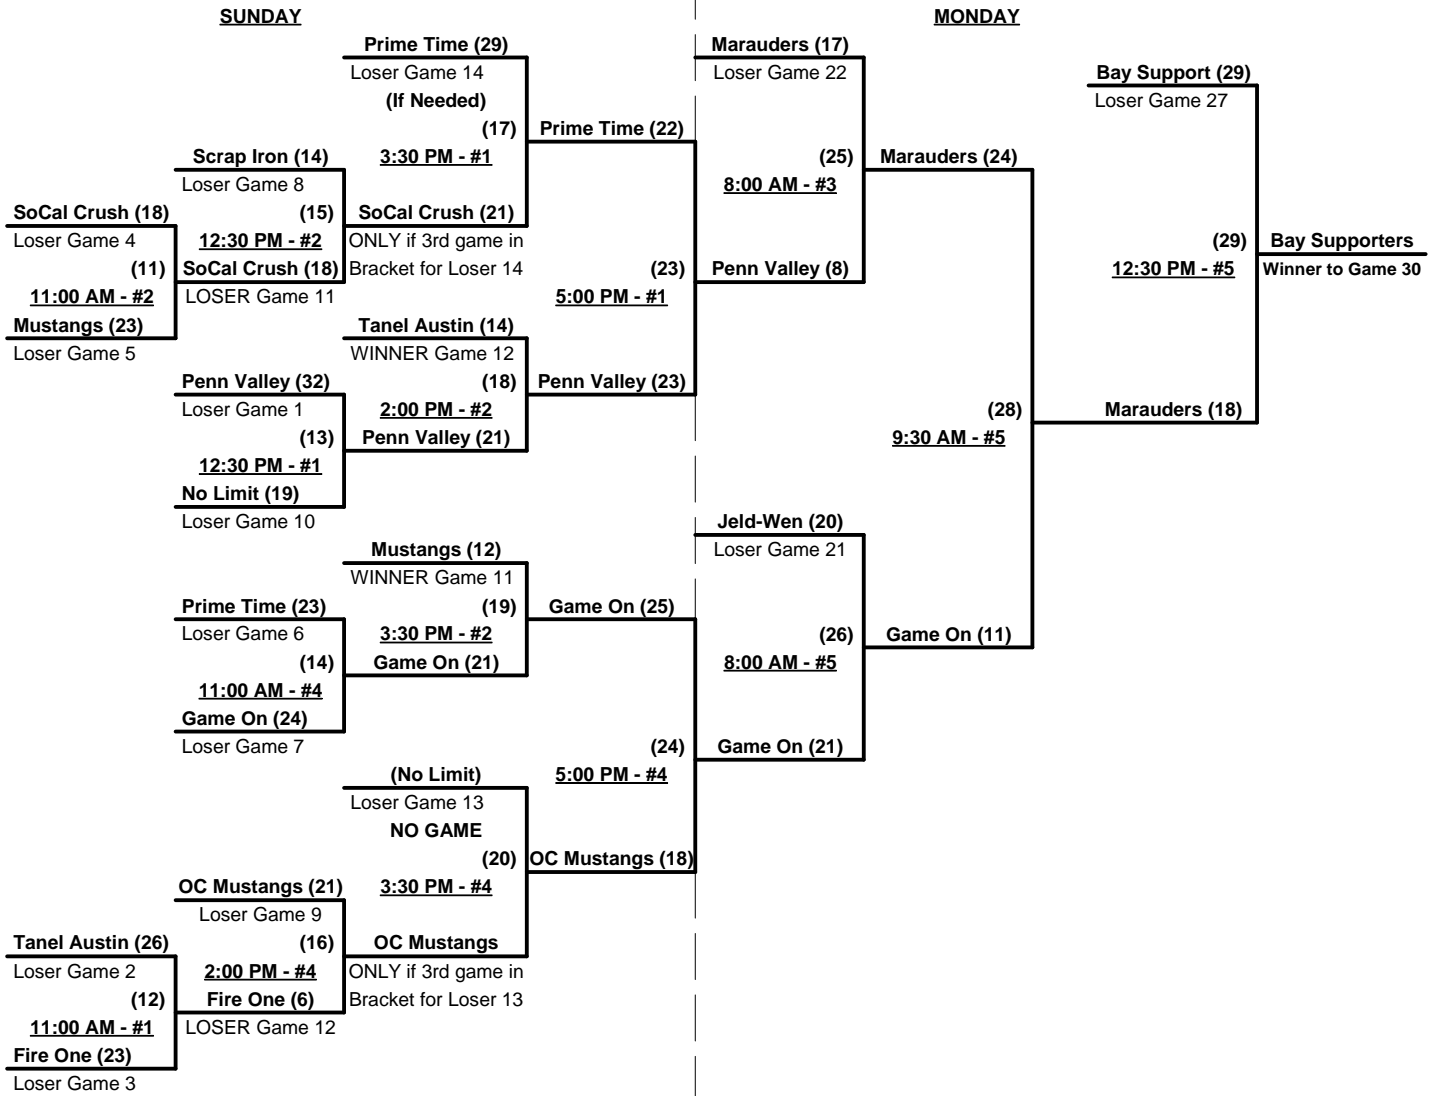 SUNDAY
MONDAY
Prime Time (29)
Loser Game 14
(If Needed)
(17)
3:30 PM - #1
Prime Time (22)
Scrap Iron (14)
Loser Game 8
(15)
12:30 PM - #2
SoCal Crush (18)
Loser Game 4
(11)
11:00 AM - #2
Mustangs (23)
Loser Game 5
SoCal Crush (18)
LOSER Game 11
SoCal Crush (21)
ONLY if 3rd game in
Bracket for Loser 14
(23)
5:00 PM - #1
Tanel Austin (14)
WINNER Game 12
(18)
2:00 PM - #2
Penn Valley (23)
Penn Valley (32)
Loser Game 1
(13)
12:30 PM - #1
Penn Valley (21)
No Limit (19)
Loser Game 10
Mustangs (12)
WINNER Game 11
(19)
3:30 PM - #2
Game On (25)
Prime Time (23)
Loser Game 6
(14)
11:00 AM - #4
Game On (21)
Game On (24)
Loser Game 7
(24)
5:00 PM - #4
(No Limit)
Loser Game 13
NO GAME
(20)
3:30 PM - #4
OC Mustangs (18)
OC Mustangs (21)
Loser Game 9
(16)
2:00 PM - #4
OC Mustangs
ONLY if 3rd game in
Bracket for Loser 13
Tanel Austin (26)
Loser Game 2
(12)
11:00 AM - #1
Fire One (6)
LOSER Game 12
Fire One (23)
Loser Game 3
Marauders (17)
Loser Game 22
(25)
8:00 AM - #3
Marauders (24)
Penn Valley (8)
Bay Support (29)
Loser Game 27
(29)
12:30 PM - #5
Bay Supporters
Winner to Game 30
(28)
9:30 AM - #5
Marauders (18)
Jeld-Wen (20)
Loser Game 21
(26)
8:00 AM - #5
Game On (11)
Game On (21)